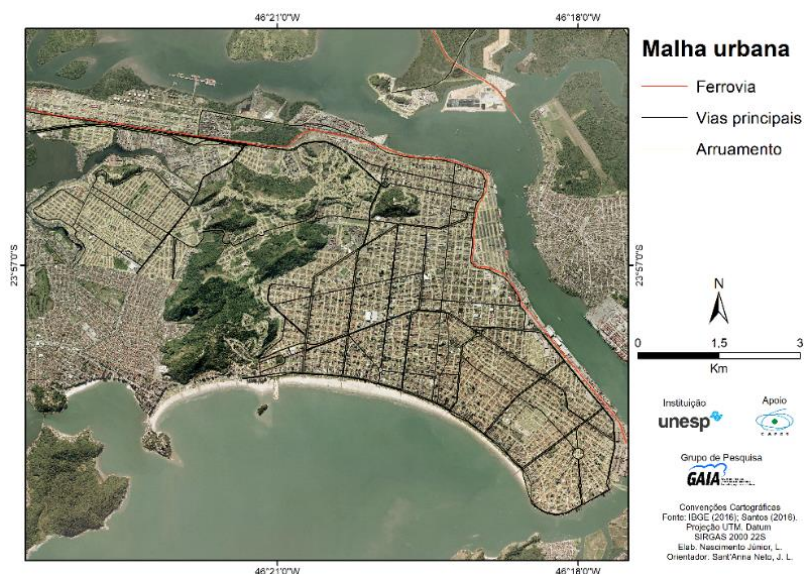 46°21'0"W
46°18'0"W
23°57'0"S
23°57'0"S
46°21'0"W
46°18'0"W
Malha urbana
Ferrovia
Vias principais
Arruamento
N
0
1,5
3
Km
Instituição
unesp
Apoio
CAPES
Grupo de Pesquisa
GAIA
Convenções Cartográficas
Fonte: IBGE (2016); Santos (2016).
Projeção UTM. Datum
SIRGAS 2000 22S
Elab. Nascimento Júnior, L.
Orientador: Sant'Anna Neto, J. L.